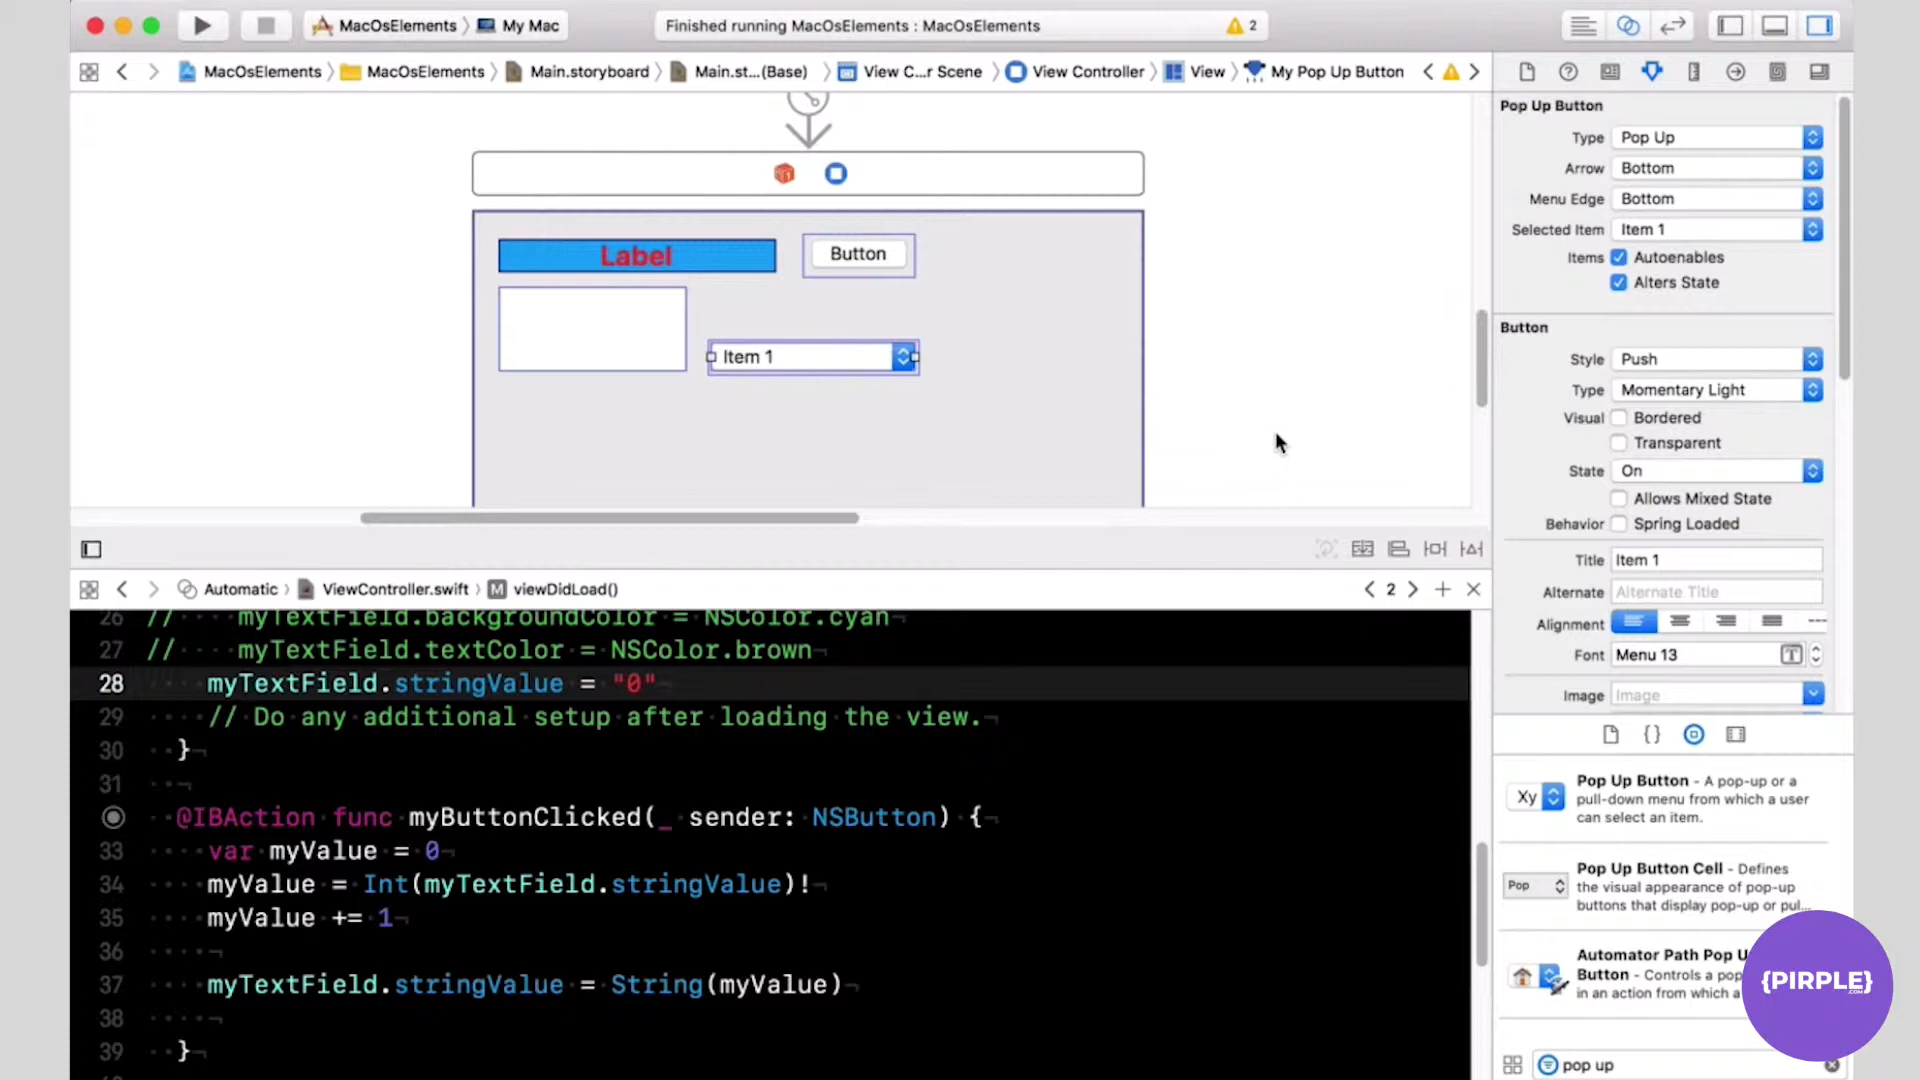 MacOsElements My Mac
Finished running MacOsElements : MacOsElements
2
MacOsElements MacOsElements Main.storyboard Main.st...(Base) View C...r Scene View Controller View My Pop Up Button
Label
Button
Item 1
Pop Up Button
Type Pop Up
Arrow Bottom
Menu Edge Bottom
Selected Item Item 1
Items Autoenables
Alters State
Button
Style Push
Type Momentary Light
Visual Bordered
Transparent
State On
Allows Mixed State
Behavior Spring Loaded
Title Item 1
Alternate Alternate Title
Alignment
Font Menu 13
Image Image
Automatic ViewController.swift M viewDidLoad()
2
26 // myTextField.backgroundColor = NSColor.cyan
27 // myTextField.textColor = NSColor.brown
28 myTextField.stringValue = "0"
29 // Do any additional setup after loading the view.
30 }
31
@IBAction func myButtonClicked(_ sender: NSButton) {
33 var myValue = 0
34 myValue = Int(myTextField.stringValue)!
35 myValue += 1
36
37 myTextField.stringValue = String(myValue)
38
39 }
Xy
Pop Up Button - A pop-up or a
pull-down menu from which a user
can select an item.
Pop
Pop Up Button Cell - Defines
the visual appearance of pop-up
buttons that display pop-up or pul...
Automator Path Pop U
Button - Controls a pop
in an action from which a
{PIRPLE}
.COM
pop up